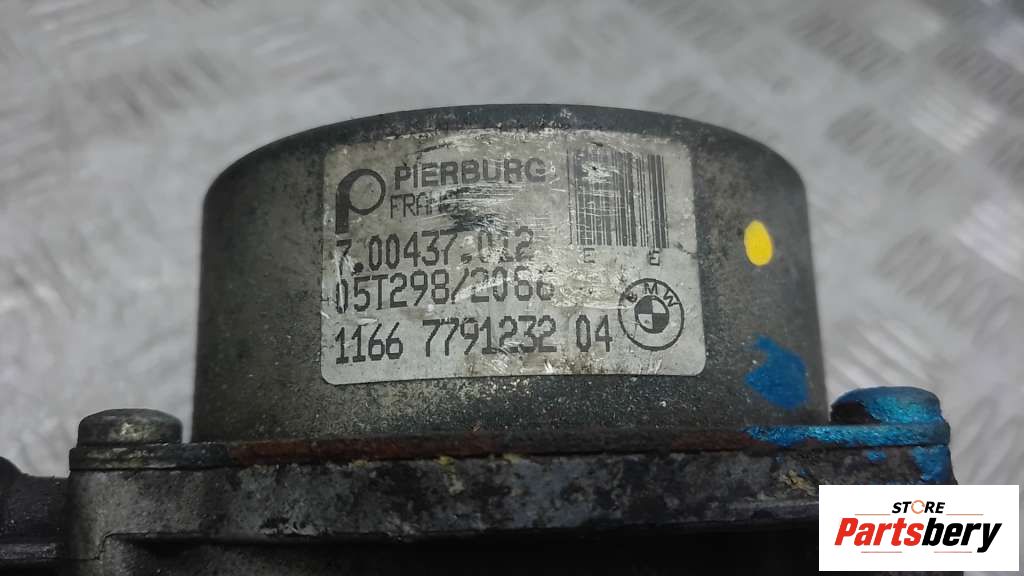 PIERBURG
7.00437.012
E E
05T298/2066
BMW
1166 7791232 04
STORE
Partsbery